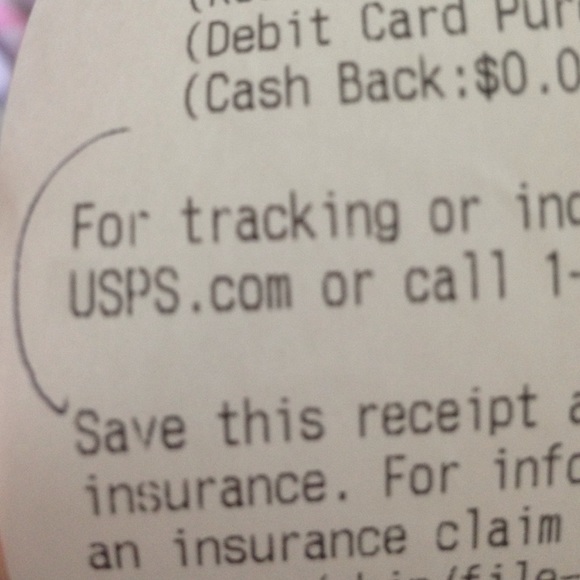 (Debit Card Pur
(Cash Back:$0.0
For tracking or inq
USPS.com or call 1-
Save this receipt a
insurance. For info
an insurance claim